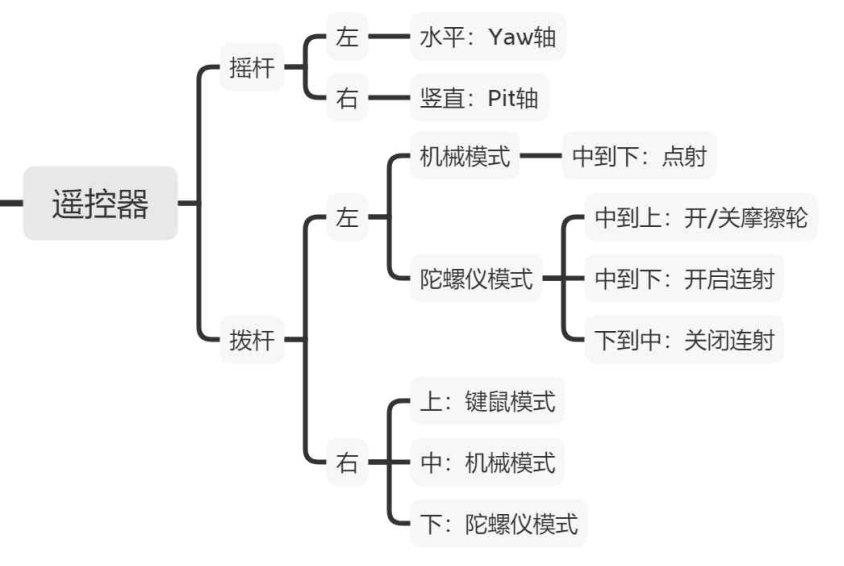 遥控器
摇杆
左
水平：Yaw轴
右
竖直：Pit轴
拨杆
左
机械模式
中到下：点射
陀螺仪模式
中到上：开/关摩擦轮
中到下：开启连射
下到中：关闭连射
右
上：键鼠模式
中：机械模式
下：陀螺仪模式